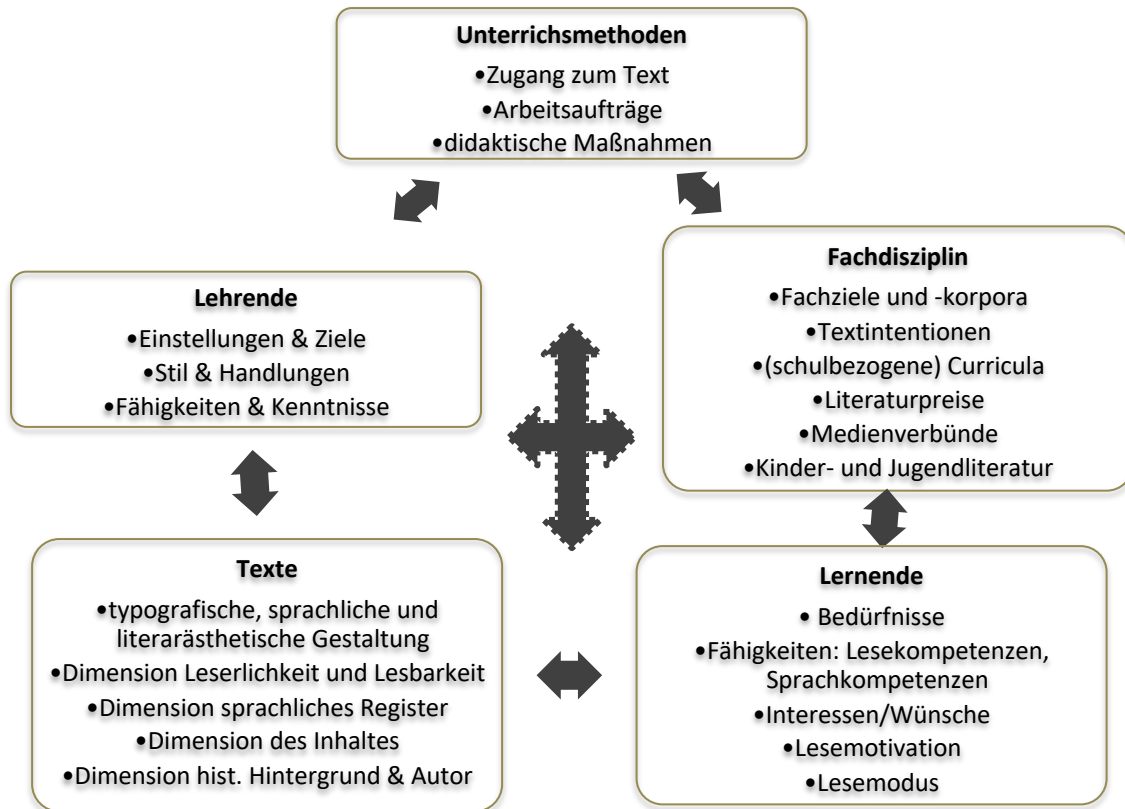 Unterrichsmethoden
•Zugang zum Text
•Arbeitsaufträge
•didaktische Maßnahmen
Lehrende
•Einstellungen & Ziele
•Stil & Handlungen
•Fähigkeiten & Kenntnisse
Fachdisziplin
•Fachziele und -korpora
•Textintentionen
•(schulbezogene) Curricula
•Literaturpreise
•Medienverbünde
•Kinder- und Jugendliteratur
Texte
•typografische, sprachliche und
literarästhetische Gestaltung
•Dimension Leserlichkeit und Lesbarkeit
•Dimension sprachliches Register
•Dimension des Inhaltes
•Dimension hist. Hintergrund & Autor
Lernende
• Bedürfnisse
•Fähigkeiten: Lesekompetenzen,
Sprachkompetenzen
•Interessen/Wünsche
•Lesemotivation
•Lesemodus